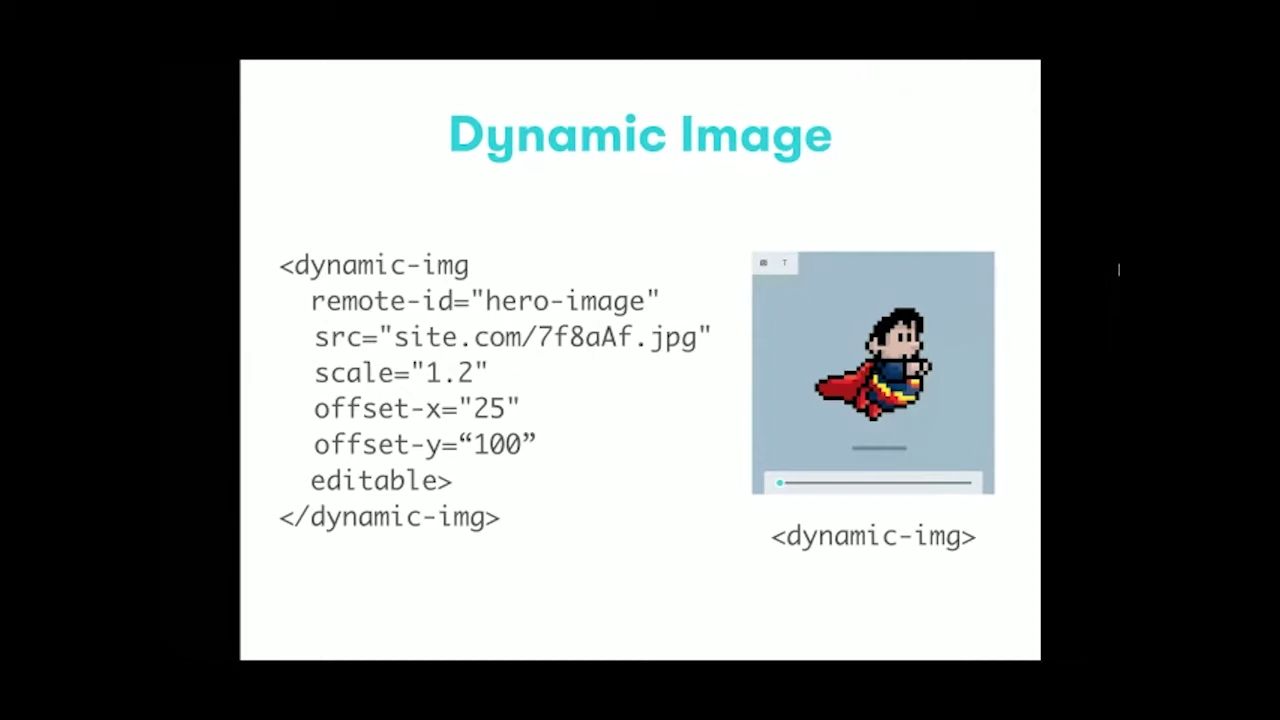 Dynamic Image
<dynamic-img
remote-id="hero-image"
src="site.com/7f8aAf.jpg"
scale="1.2"
offset-x="25"
offset-y=“100”
editable>
</dynamic-img>
T
<dynamic-img>